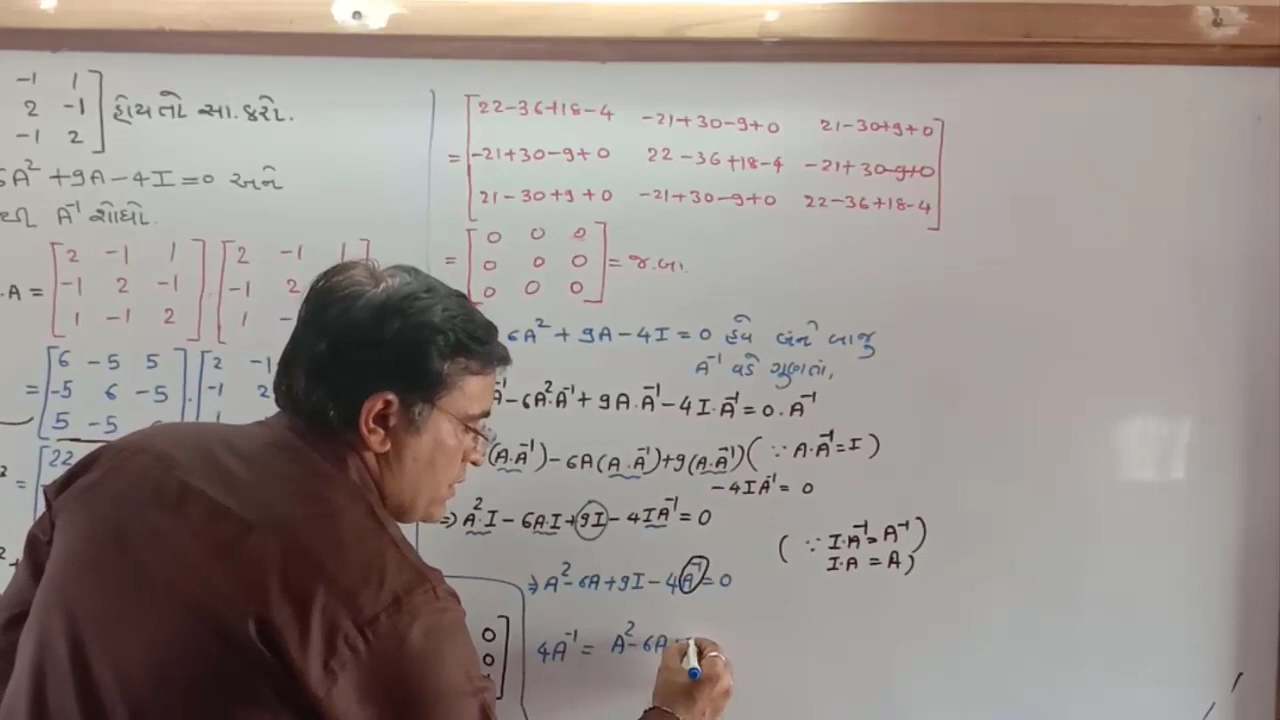 -1 1
2 -1 હોય તો સા.કરો.
-1 2
6A² + 9A - 4I = 0 અને
A⁻¹ શોધો.
.A = [2 -1 1; -1 2 -1; 1 -1 2] . [2 -1 1; -1 2; 1 -]
= [6 -5 5; -5 6 -5; 5 -5] . [2 -1; -1 2; 1]
= [22
= [22-36+18-4 -21+30-9+0 21-30+9+0
-21+30-9+0 22-36+18-4 -21+30-9+0
21-30+9+0 -21+30-9+0 22-36+18-4]
= [0 0 0
0 0 0
0 0 0] = જ.બા.
6A² + 9A - 4I = 0 હવે બંને બાજુ
A⁻¹ વડે ગુણતાં,
A⁻¹ - 6A².A⁻¹ + 9A.A⁻¹ - 4I.A⁻¹ = 0.A⁻¹
(A.A⁻¹) - 6A(A.A⁻¹) + 9(A.A⁻¹) (∵ A.A⁻¹ = I)
-4IA⁻¹ = 0
⇒ A².I - 6A.I + 9I - 4IA⁻¹ = 0
(∵ I.A⁻¹ = A⁻¹
I.A = A)
⇒ A² - 6A + 9I - 4A⁻¹ = 0
4A⁻¹ = A² - 6A
0
0